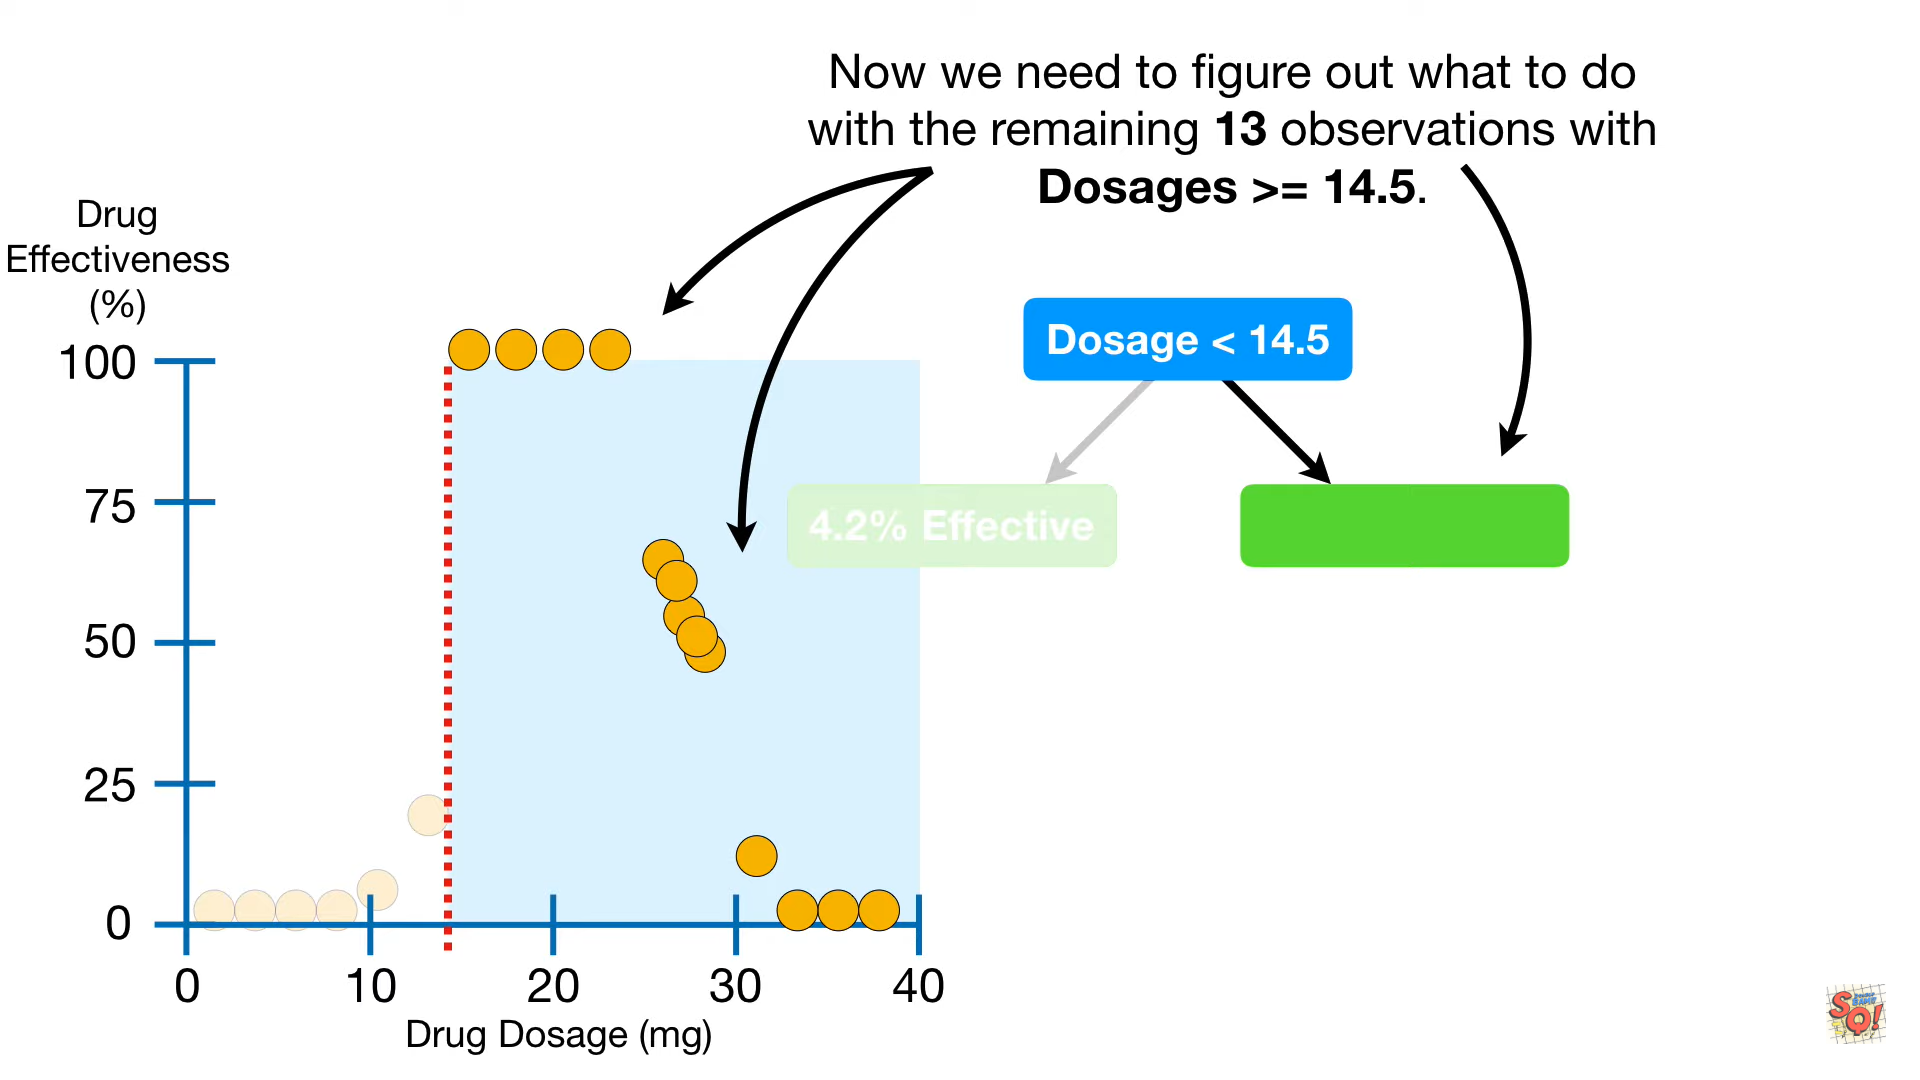 Now we need to figure out what to do
with the remaining 13 observations with
Dosages >= 14.5.
Drug
Effectiveness
(%)
100
75
50
25
0
0 10 20 30 40
Drug Dosage (mg)
Dosage < 14.5
4.2% Effective
SQ!